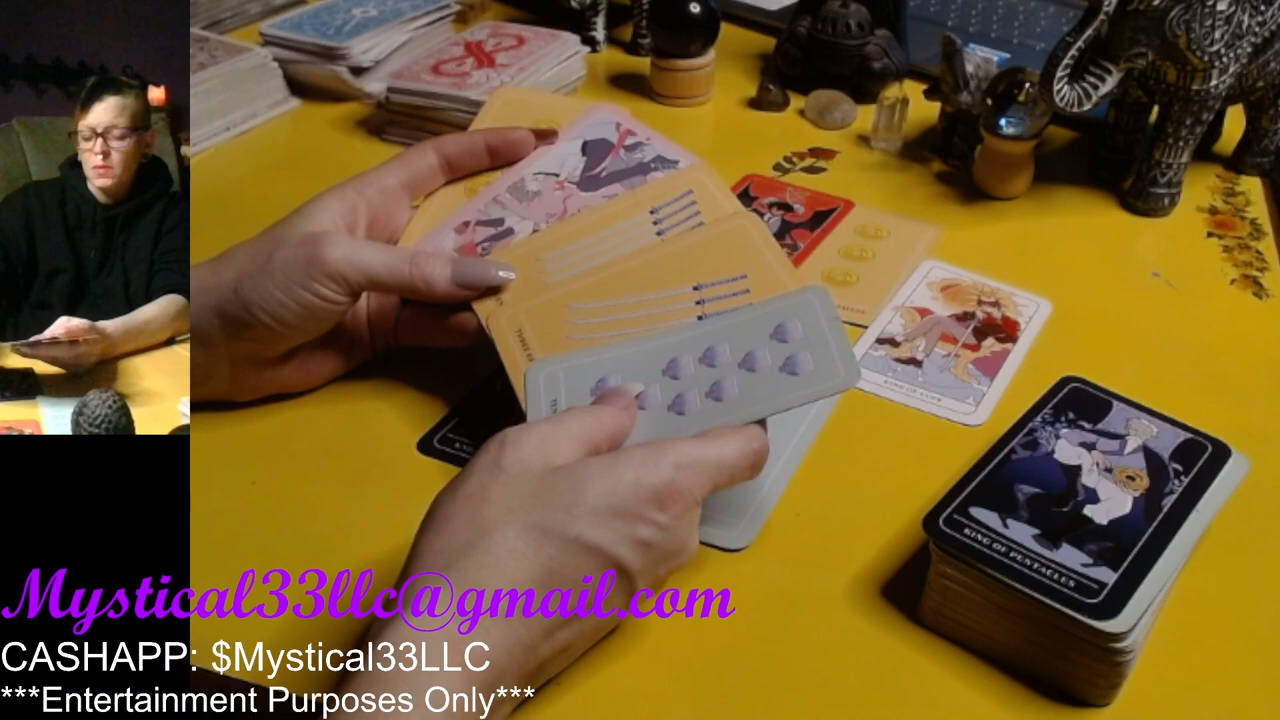 KING OF CUPS
KING OF PENTACLES
Mystical33llc@gmail.com
CASHAPP: $Mystical33LLC
***Entertainment Purposes Only***